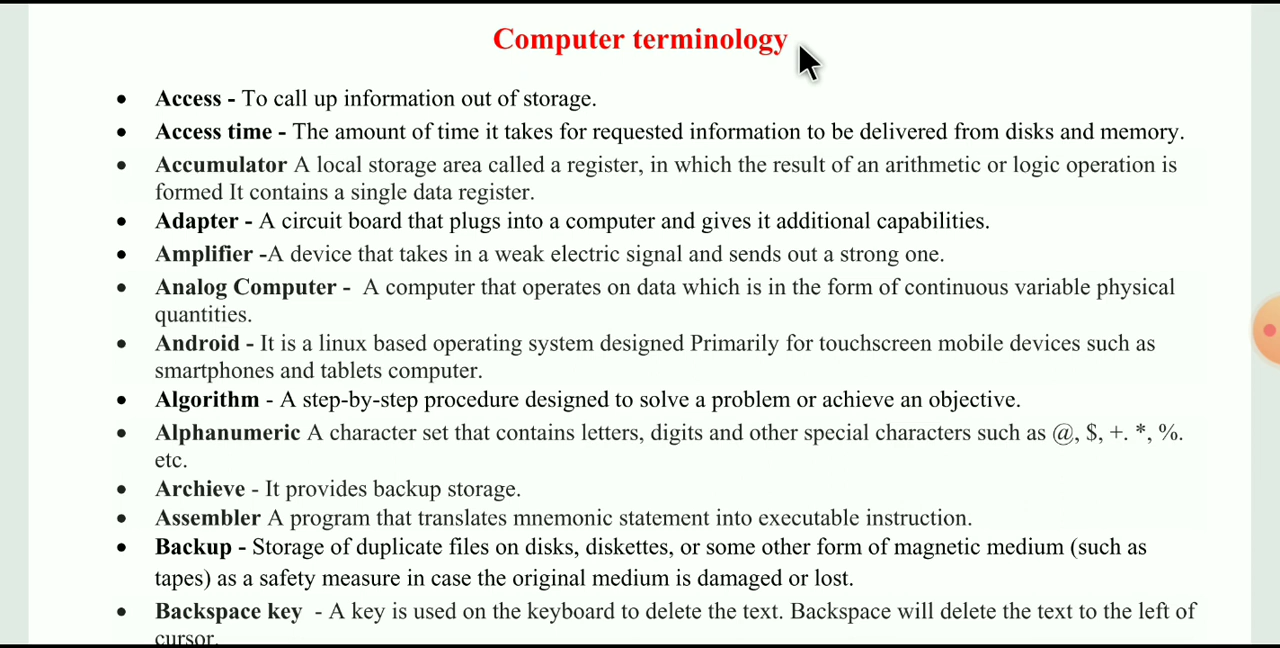 Computer terminology
• Access - To call up information out of storage.
• Access time - The amount of time it takes for requested information to be delivered from disks and memory.
• Accumulator A local storage area called a register, in which the result of an arithmetic or logic operation is
formed It contains a single data register.
• Adapter - A circuit board that plugs into a computer and gives it additional capabilities.
• Amplifier -A device that takes in a weak electric signal and sends out a strong one.
• Analog Computer - A computer that operates on data which is in the form of continuous variable physical
quantities.
• Android - It is a linux based operating system designed Primarily for touchscreen mobile devices such as
smartphones and tablets computer.
• Algorithm - A step-by-step procedure designed to solve a problem or achieve an objective.
• Alphanumeric A character set that contains letters, digits and other special characters such as @, $, +. *, %.
etc.
• Archieve - It provides backup storage.
• Assembler A program that translates mnemonic statement into executable instruction.
• Backup - Storage of duplicate files on disks, diskettes, or some other form of magnetic medium (such as
tapes) as a safety measure in case the original medium is damaged or lost.
• Backspace key - A key is used on the keyboard to delete the text. Backspace will delete the text to the left of
cursor.